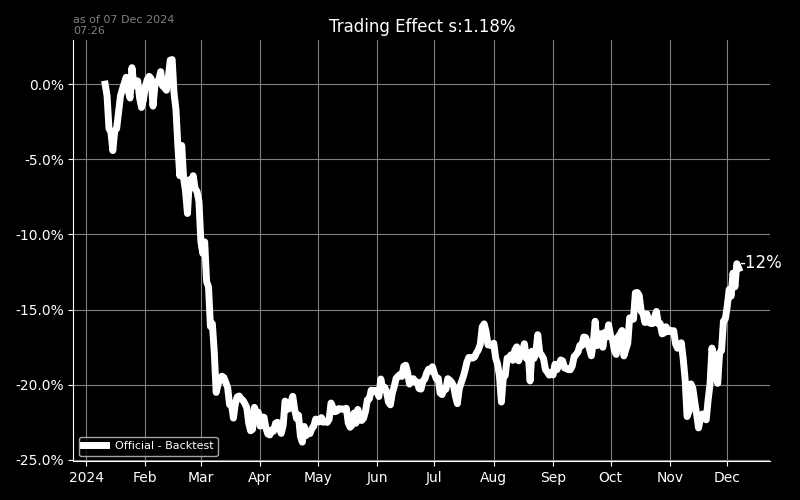 as of 07 Dec 2024
07:26
Trading Effect s:1.18%
0.0%
-5.0%
-10.0%
-12%
-15.0%
-20.0%
-25.0%
Official - Backtest
2024 Feb Mar Apr May Jun Jul Aug Sep Oct Nov Dec